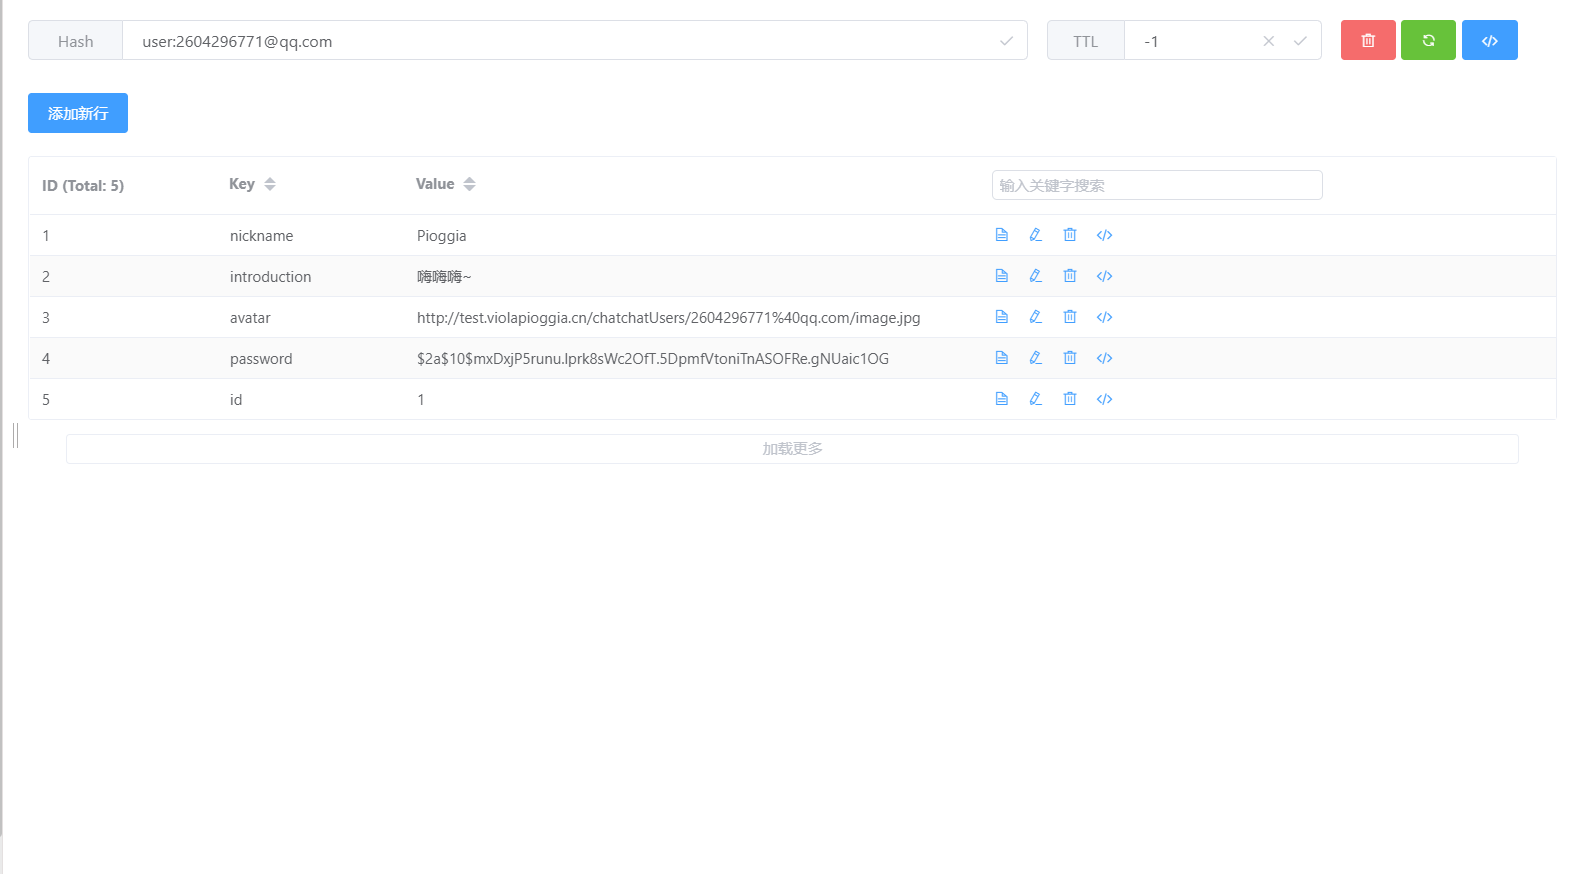 Hash user:2604296771@qq.com TTL -1
添加新行
ID (Total: 5) Key Value 输入关键字搜索
1 nickname Pioggia
2 introduction 嗨嗨嗨~
3 avatar http://test.violapioggia.cn/chatchatUsers/2604296771%40qq.com/image.jpg
4 password $2a$10$mxDxjP5runu.lprk8sWc2OfT.5DpmfVtoniTnASOFRe.gNUaic1OG
5 id 1
加载更多